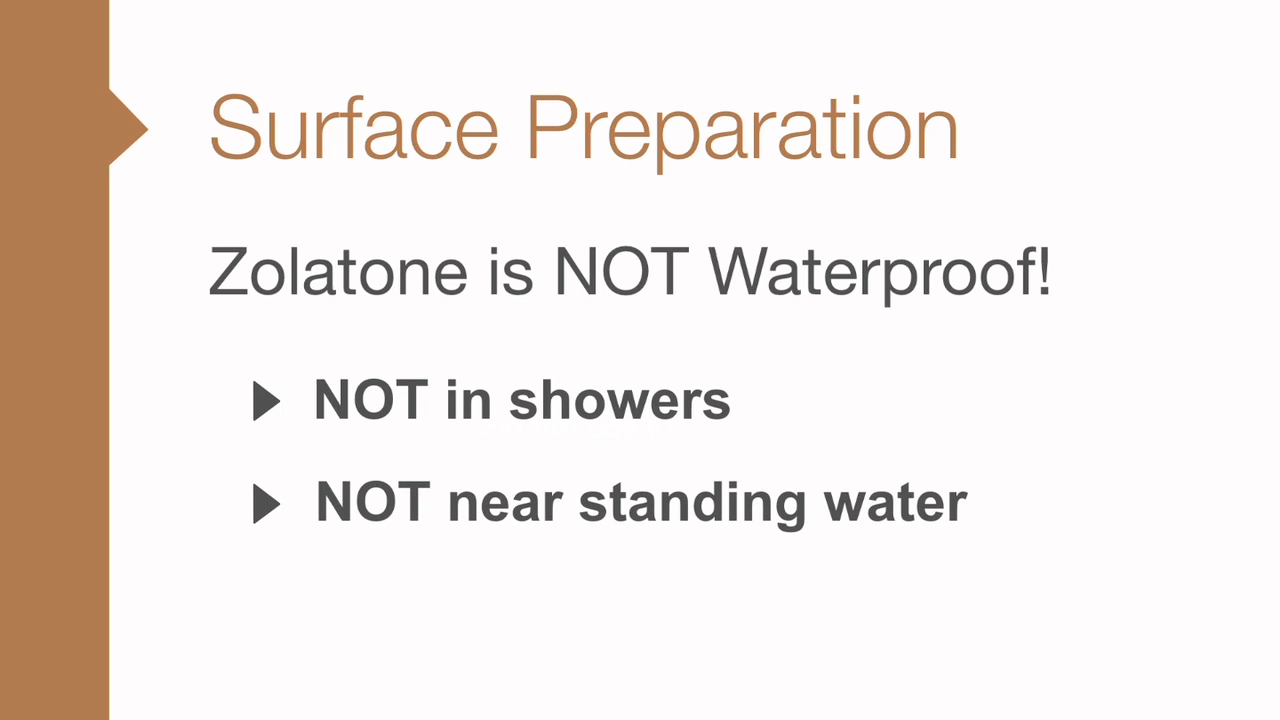 Surface Preparation
Zolatone is NOT Waterproof!
NOT in showers
NOT near standing water